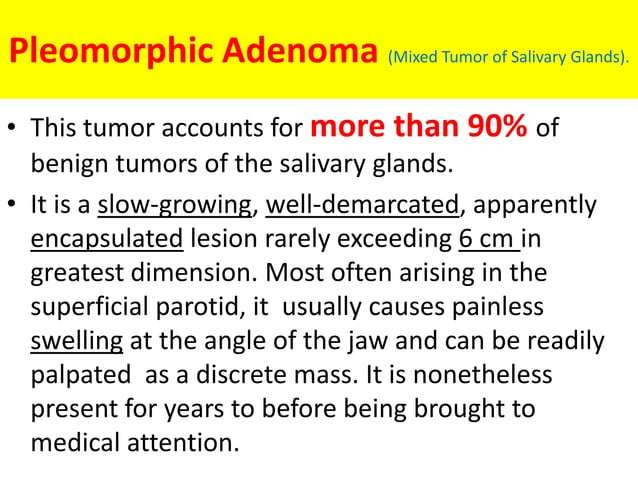 Pleomorphic Adenoma (Mixed Tumor of Salivary Glands).
• This tumor accounts for more than 90% of
benign tumors of the salivary glands.
• It is a slow-growing, well-demarcated, apparently
encapsulated lesion rarely exceeding 6 cm in
greatest dimension. Most often arising in the
superficial parotid, it usually causes painless
swelling at the angle of the jaw and can be readily
palpated as a discrete mass. It is nonetheless
present for years to before being brought to
medical attention.